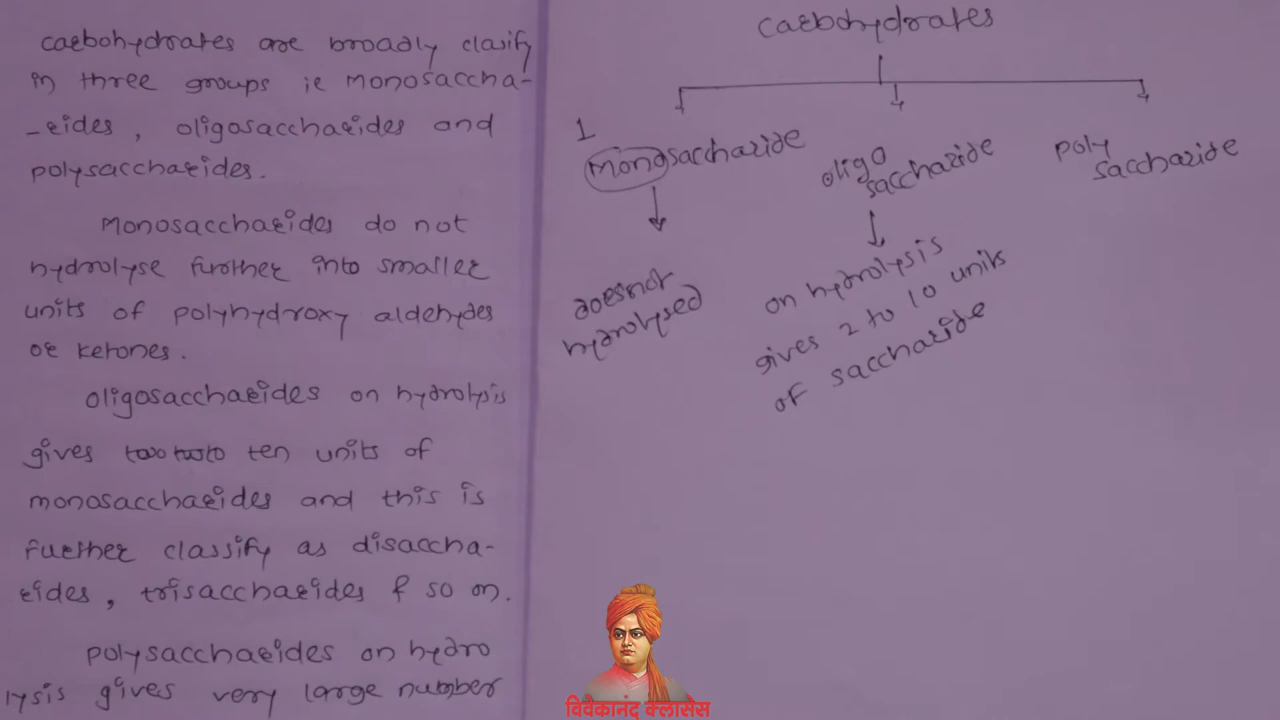 carbohydrates are broadly clasify
in three groups ie Monosaccha-
-rides, oligosaccharides and
polysaccharides.
Monosaccharides do not
hydrolyse further into smaller
units of polyhydroxy aldehydes
or ketones.
oligosaccharides on hydrolysis
gives two to ten units of
monosaccharides and this is
further classify as disaccha-
rides, trisaccharides & so on.
polysaccharides on hydro
lysis gives very large number
carbohydrates
1
monosaccharide
oligo
saccharide
poly
saccharide
doesnot
hydrolysed
on hydrolysis
gives 2 to 10 units
of saccharide
विवेकानंद क्लासेस